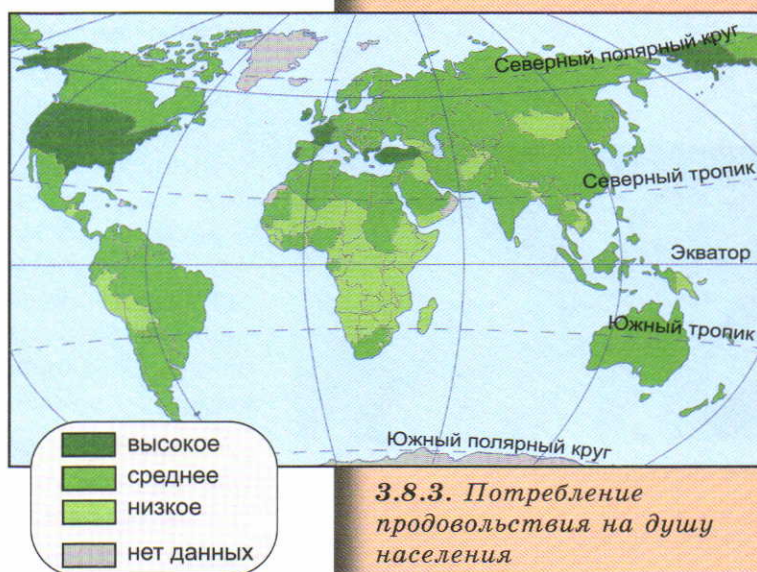 Северный полярный круг
Северный тропик
Экватор
Южный тропик
Южный полярный круг
высокое
среднее
низкое
нет данных
3.8.3. Потребление
продовольствия на душу
населения